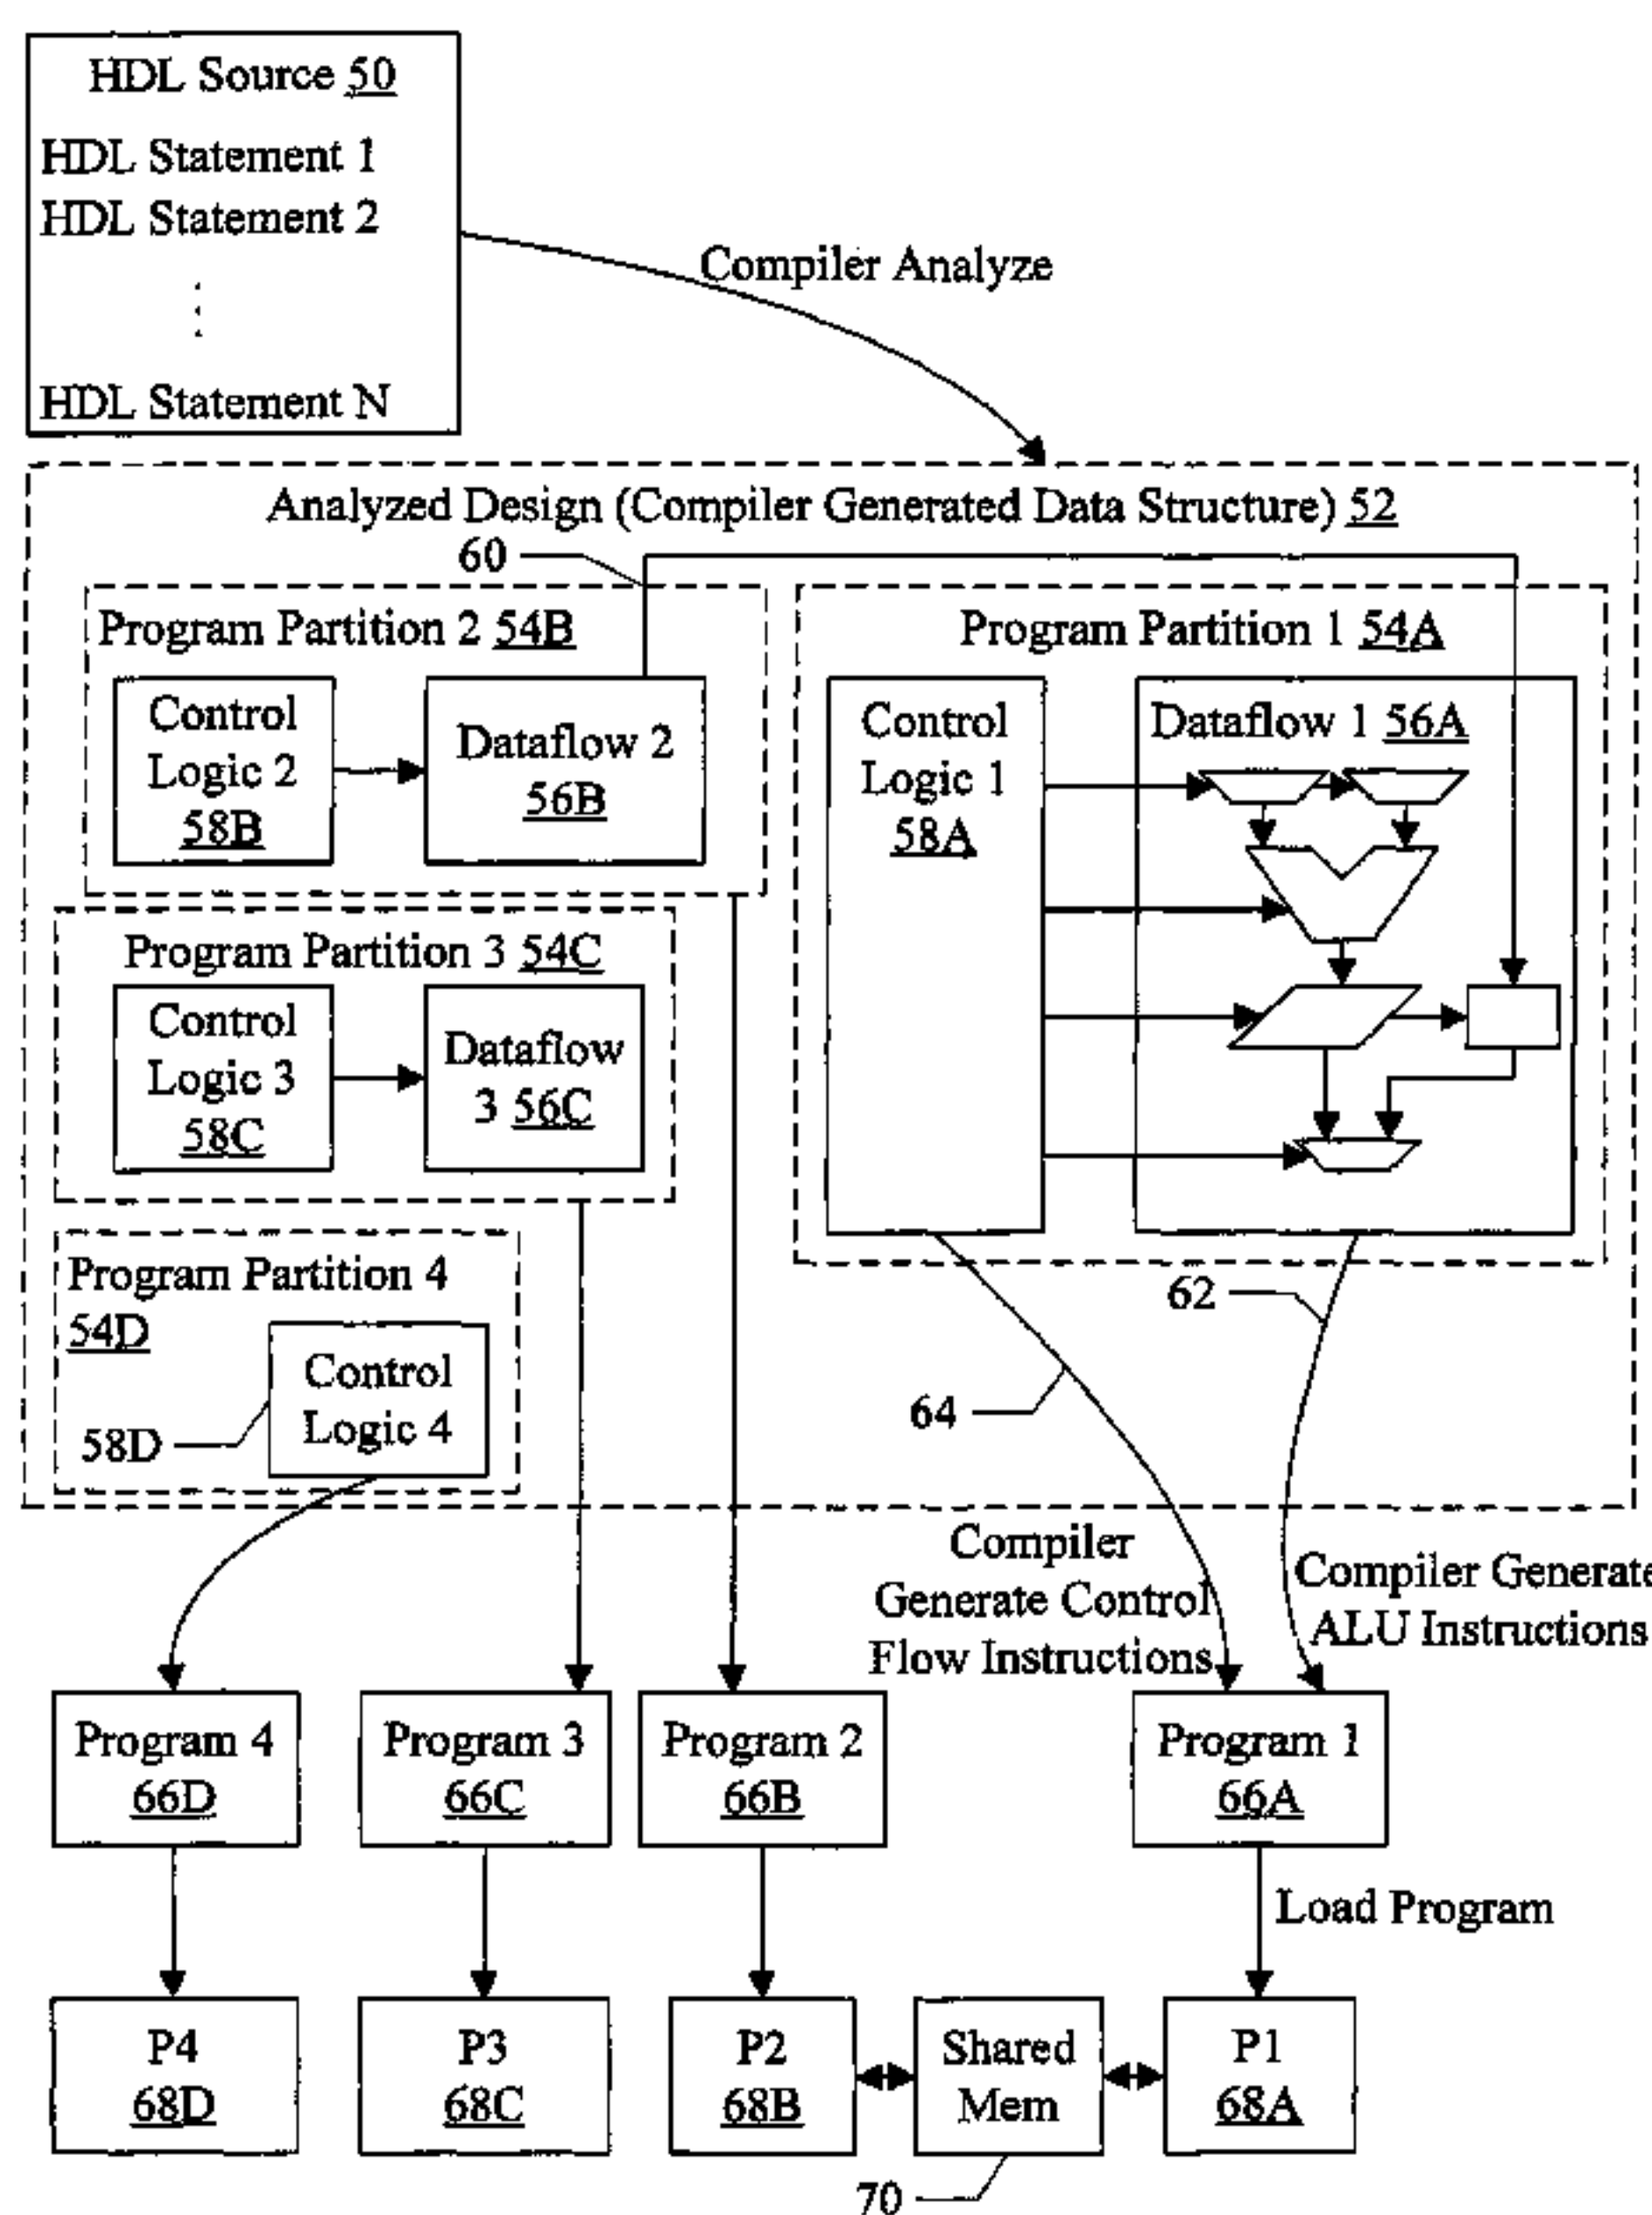 HDL Source 50
HDL Statement 1
HDL Statement 2
HDL Statement N
Compiler Analyze
Analyzed Design (Compiler Generated Data Structure) 52
60
Program Partition 2 54B
Control
Logic 2
58B
Dataflow 2
56B
Program Partition 1 54A
Control
Logic 1
58A
Dataflow 1 56A
Program Partition 3 54C
Control
Logic 3
58C
Dataflow
3 56C
Program Partition 4
54D
Control
Logic 4
58D
62
64
Compiler
Generate Control
Flow Instructions
Compiler Generate
ALU Instructions
Program 4
66D
Program 3
66C
Program 2
66B
Program 1
66A
Load Program
P4
68D
P3
68C
P2
68B
Shared
Mem
P1
68A
70